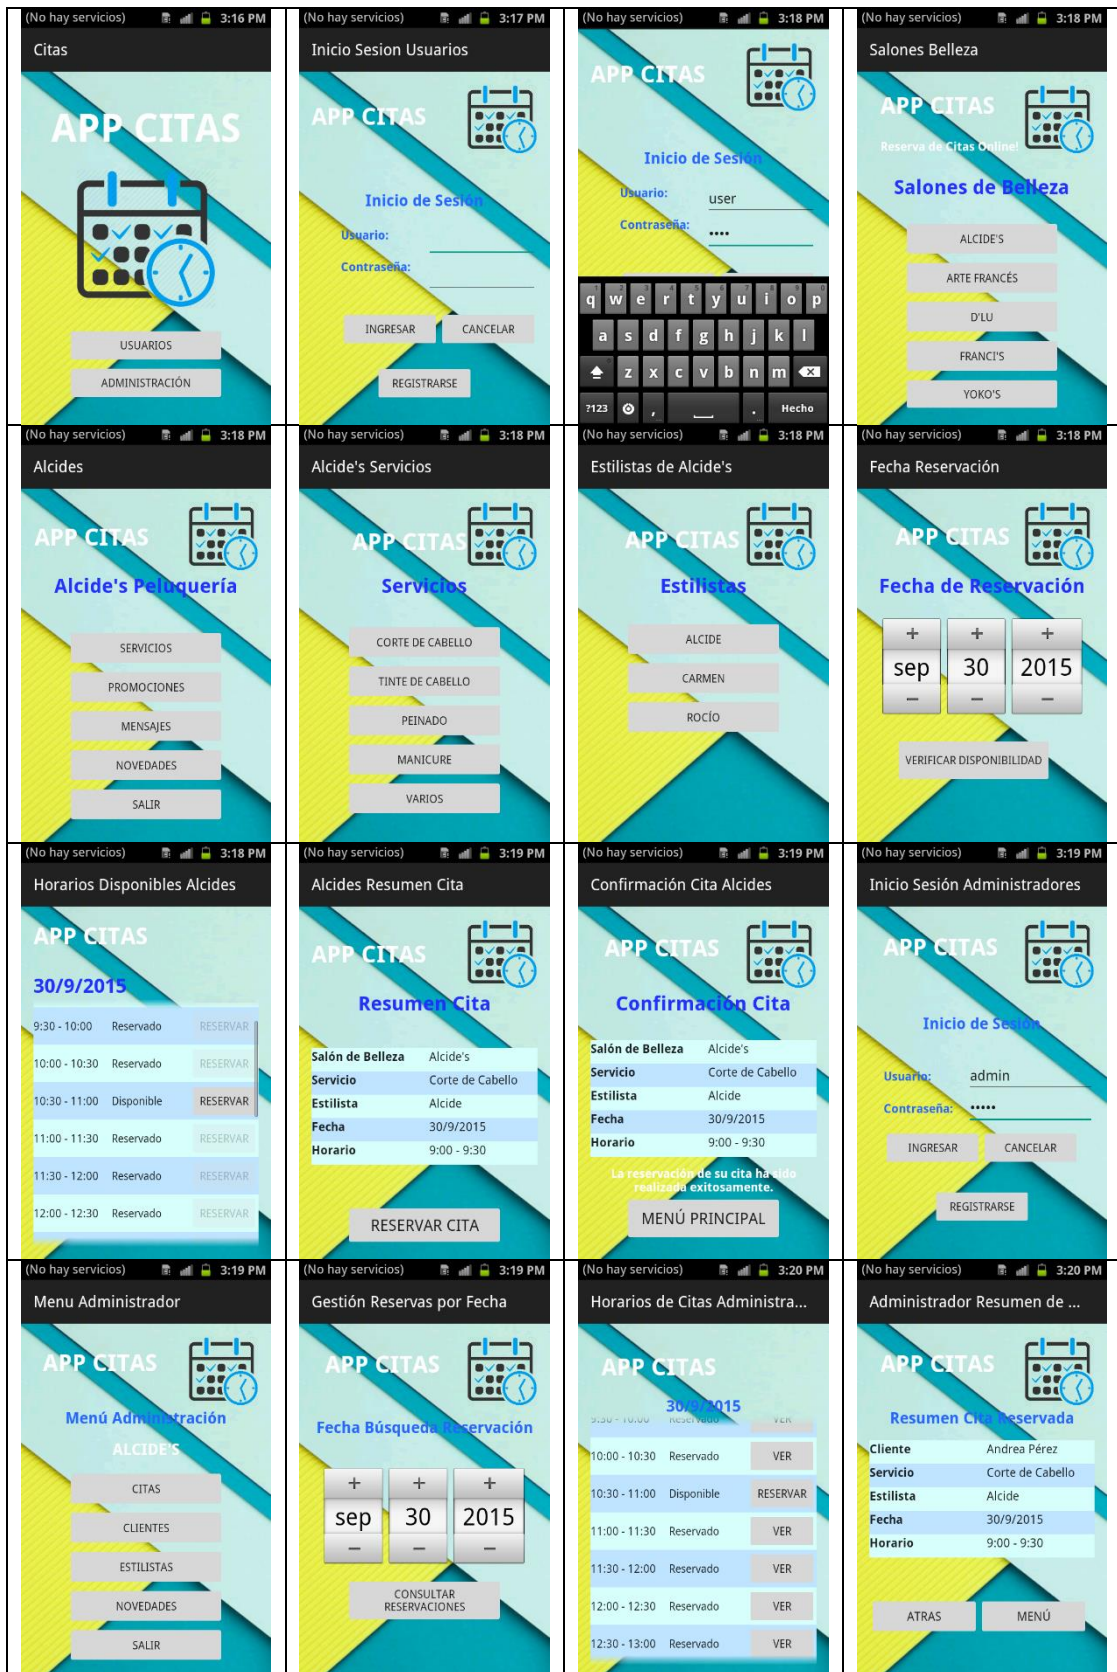 (No hay servicios) 3:16 PM
Citas
APP CITAS
USUARIOS
ADMINISTRACIÓN
(No hay servicios) 3:17 PM
Inicio Sesion Usuarios
APP CITAS
Inicio de Sesión
Usuario:
Contraseña:
INGRESAR CANCELAR
REGISTRARSE
(No hay servicios) 3:18 PM
APP CITAS
Inicio de Sesión
Usuario: user
Contraseña: ••••
q w e r t y u i o p
a s d f g h j k l
z x c v b n m
?123 , . Hecho
(No hay servicios) 3:18 PM
Salones Belleza
APP CITAS
Reserva de Citas Online!
Salones de Belleza
ALCIDE'S
ARTE FRANCÉS
D'LU
FRANCI'S
YOKO'S
(No hay servicios) 3:18 PM
Alcides
APP CITAS
Alcide's Peluquería
SERVICIOS
PROMOCIONES
MENSAJES
NOVEDADES
SALIR
(No hay servicios) 3:18 PM
Alcide's Servicios
APP CITAS
Servicios
CORTE DE CABELLO
TINTE DE CABELLO
PEINADO
MANICURE
VARIOS
(No hay servicios) 3:18 PM
Estilistas de Alcide's
APP CITAS
Estilistas
ALCIDE
CARMEN
ROCÍO
(No hay servicios) 3:18 PM
Fecha Reservación
APP CITAS
Fecha de Reservación
+ + +
sep 30 2015
− − −
VERIFICAR DISPONIBILIDAD
(No hay servicios) 3:18 PM
Horarios Disponibles Alcides
APP CITAS
30/9/2015
9:30 - 10:00 Reservado RESERVAR
10:00 - 10:30 Reservado RESERVAR
10:30 - 11:00 Disponible RESERVAR
11:00 - 11:30 Reservado RESERVAR
11:30 - 12:00 Reservado RESERVAR
12:00 - 12:30 Reservado RESERVAR
(No hay servicios) 3:19 PM
Alcides Resumen Cita
APP CITAS
Resumen Cita
Salón de Belleza Alcide's
Servicio Corte de Cabello
Estilista Alcide
Fecha 30/9/2015
Horario 9:00 - 9:30
RESERVAR CITA
(No hay servicios) 3:19 PM
Confirmación Cita Alcides
APP CITAS
Confirmación Cita
Salón de Belleza Alcide's
Servicio Corte de Cabello
Estilista Alcide
Fecha 30/9/2015
Horario 9:00 - 9:30
La reservación de su cita ha sido
realizada exitosamente.
MENÚ PRINCIPAL
(No hay servicios) 3:19 PM
Inicio Sesión Administradores
APP CITAS
Inicio de Sesión
Usuario: admin
Contraseña: •••••
INGRESAR CANCELAR
REGISTRARSE
(No hay servicios) 3:19 PM
Menu Administrador
APP CITAS
Menú Administración
ALCIDE'S
CITAS
CLIENTES
ESTILISTAS
NOVEDADES
SALIR
(No hay servicios) 3:19 PM
Gestión Reservas por Fecha
APP CITAS
Fecha Búsqueda Reservación
+ + +
sep 30 2015
− − −
CONSULTAR
RESERVACIONES
(No hay servicios) 3:20 PM
Horarios de Citas Administra...
APP CITAS
30/9/2015
9:30 - 10:00 Reservado VER
10:00 - 10:30 Reservado VER
10:30 - 11:00 Disponible RESERVAR
11:00 - 11:30 Reservado VER
11:30 - 12:00 Reservado VER
12:00 - 12:30 Reservado VER
12:30 - 13:00 Reservado VER
(No hay servicios) 3:20 PM
Administrador Resumen de ...
APP CITAS
Resumen Cita Reservada
Cliente Andrea Pérez
Servicio Corte de Cabello
Estilista Alcide
Fecha 30/9/2015
Horario 9:00 - 9:30
ATRAS MENÚ